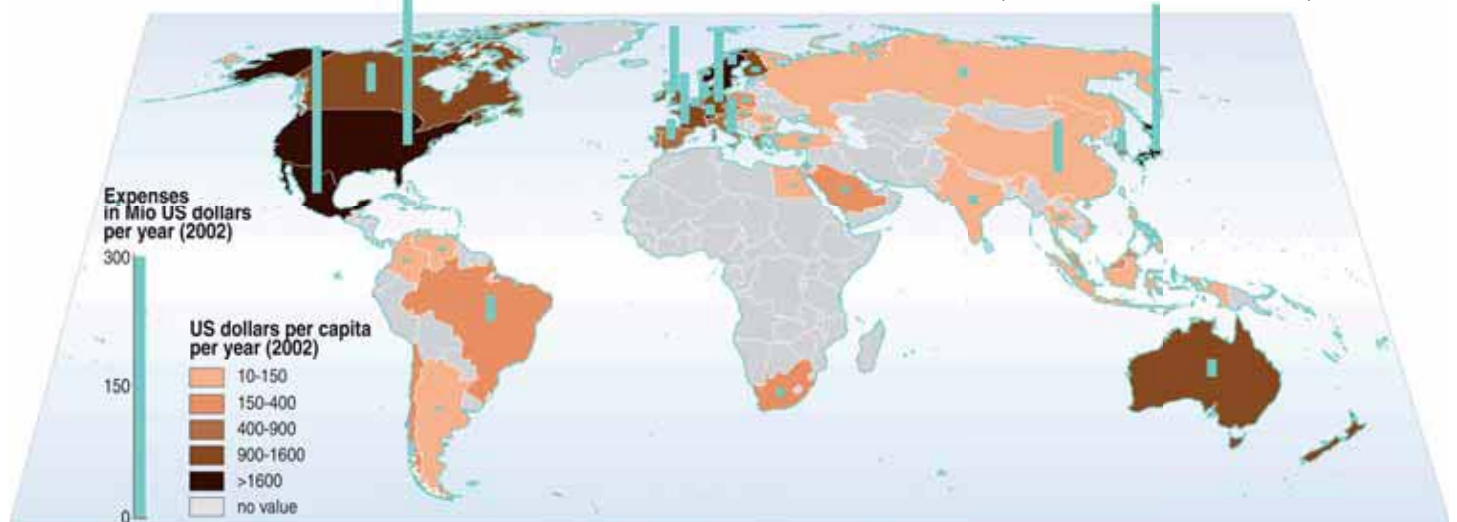 Expenses
in Mio US dollars
per year (2002)
300
150
0
US dollars per capita
per year (2002)
10-150
150-400
400-900
900-1600
>1600
no value